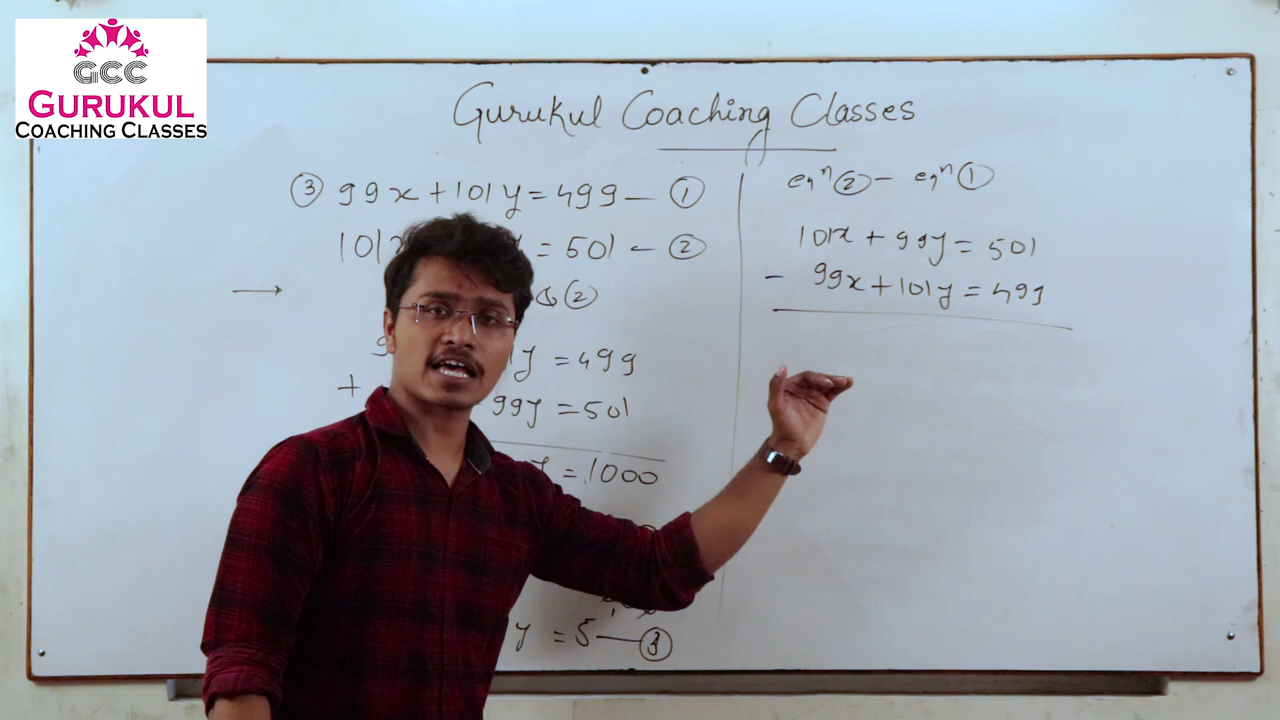 GCC
GURUKUL
COACHING CLASSES
Gurukul Coaching Classes
③ 99x + 101y = 499 — ①
101x y = 501 — ②
⟶ ②
y = 499
+ 99y = 501
y = 1000
y = 5 — ③
eqⁿ ② − eqⁿ ①
101x + 99y = 501
− 99x + 101y = 499